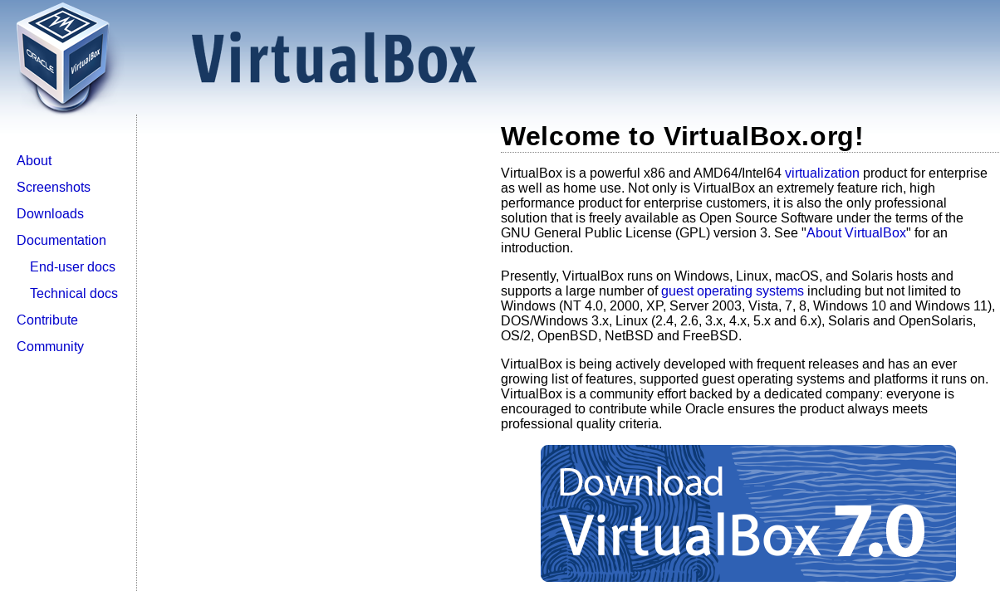 ORACLE
VirtualBox
VirtualBox
About
Screenshots
Downloads
Documentation
End-user docs
Technical docs
Contribute
Community
Welcome to VirtualBox.org!
VirtualBox is a powerful x86 and AMD64/Intel64 virtualization product for enterprise
as well as home use. Not only is VirtualBox an extremely feature rich, high
performance product for enterprise customers, it is also the only professional
solution that is freely available as Open Source Software under the terms of the
GNU General Public License (GPL) version 3. See "About VirtualBox" for an
introduction.
Presently, VirtualBox runs on Windows, Linux, macOS, and Solaris hosts and
supports a large number of guest operating systems including but not limited to
Windows (NT 4.0, 2000, XP, Server 2003, Vista, 7, 8, Windows 10 and Windows 11),
DOS/Windows 3.x, Linux (2.4, 2.6, 3.x, 4.x, 5.x and 6.x), Solaris and OpenSolaris,
OS/2, OpenBSD, NetBSD and FreeBSD.
VirtualBox is being actively developed with frequent releases and has an ever
growing list of features, supported guest operating systems and platforms it runs on.
VirtualBox is a community effort backed by a dedicated company: everyone is
encouraged to contribute while Oracle ensures the product always meets
professional quality criteria.
Download
VirtualBox 7.0